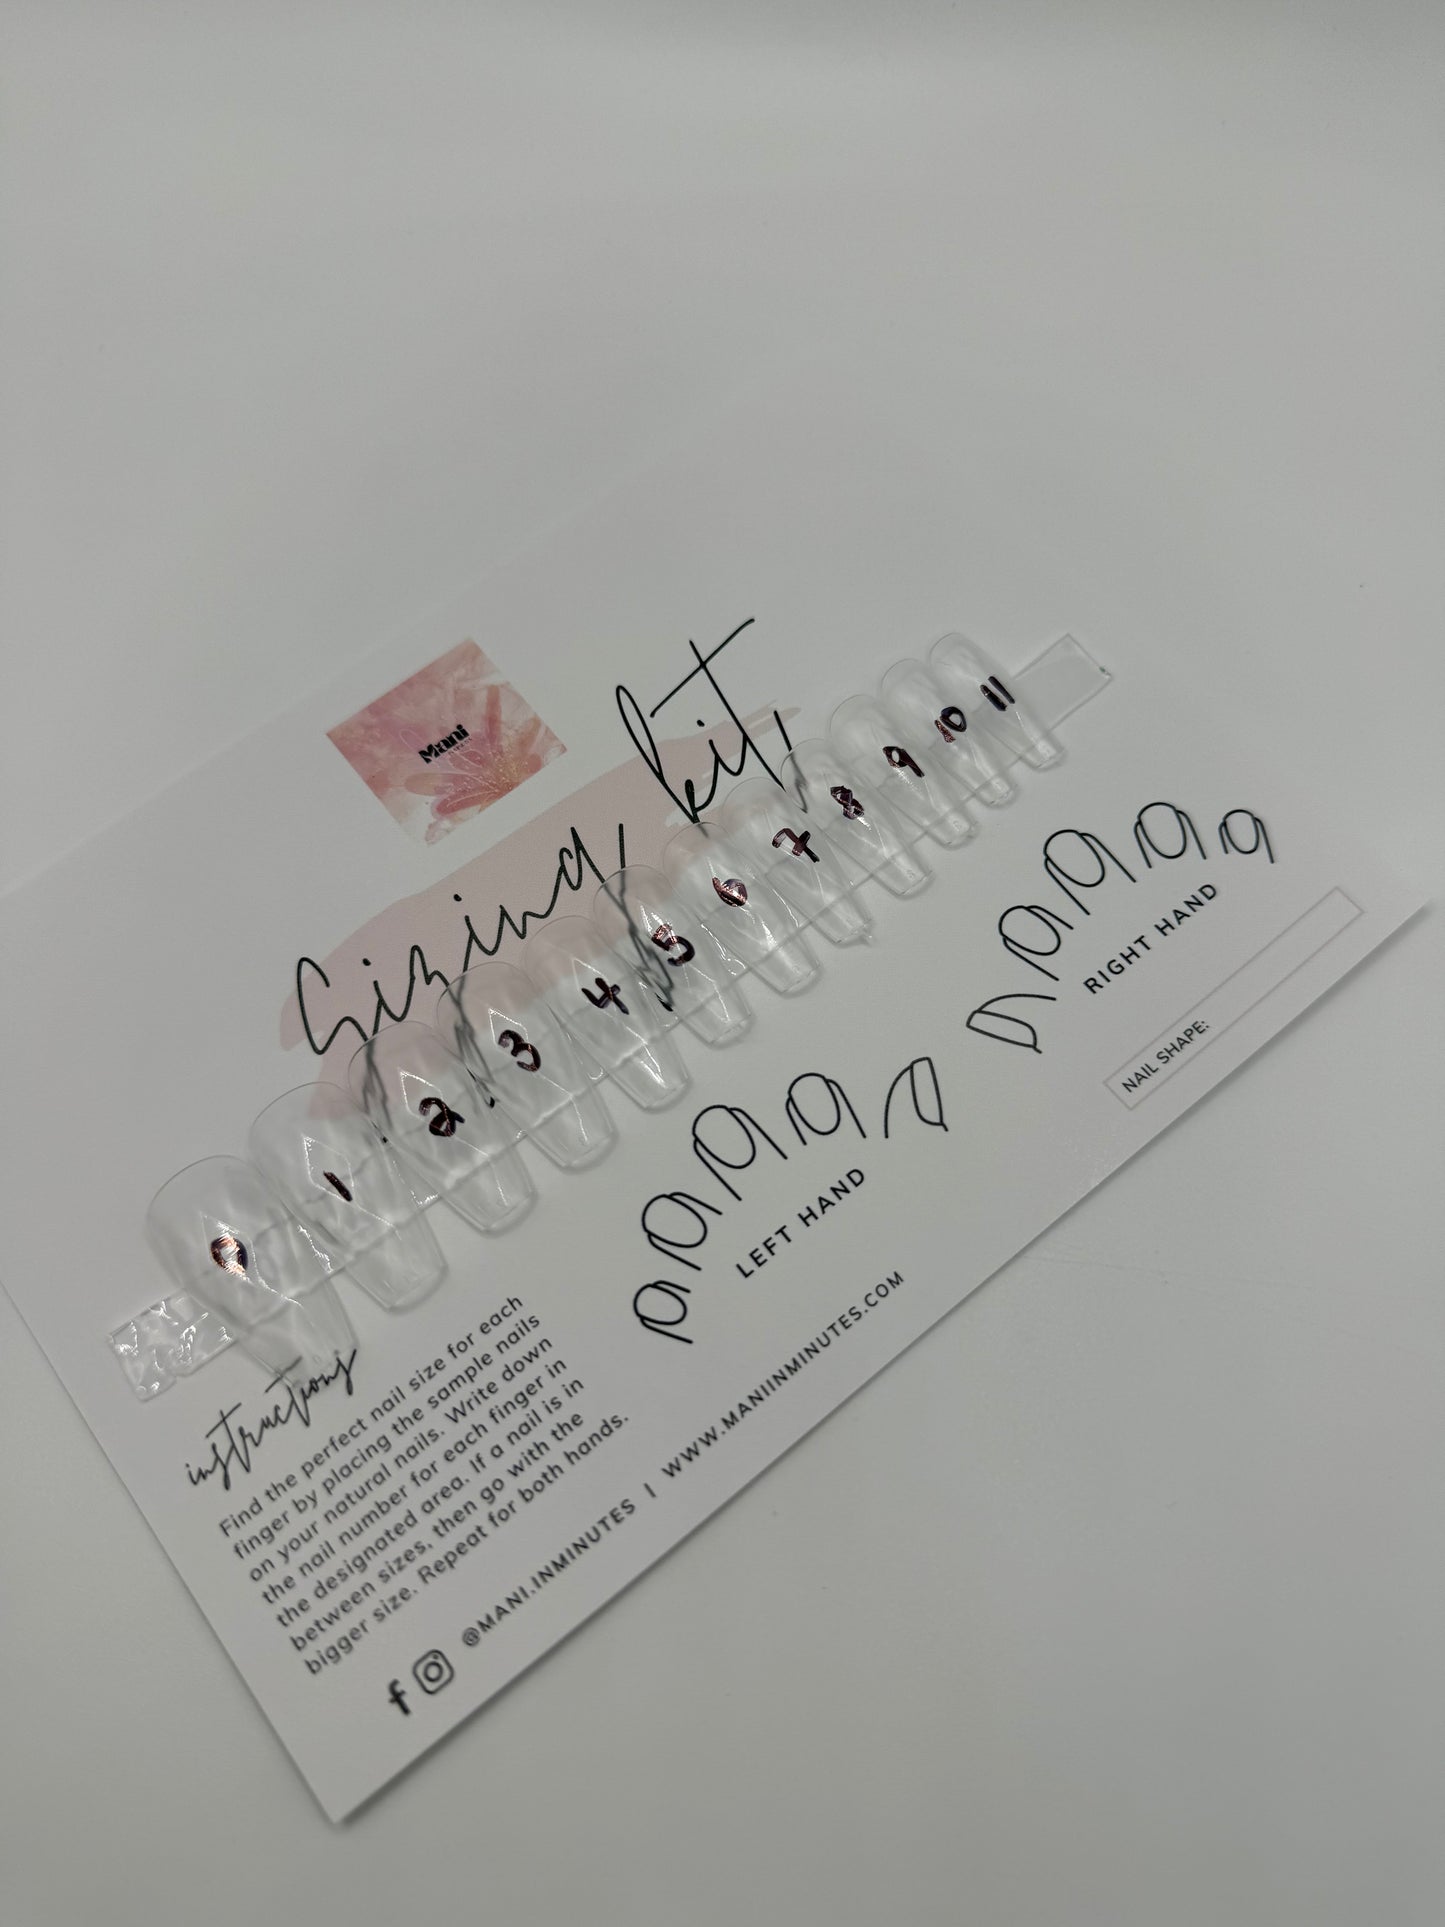 Mani
Sizing kit
0 1 2 3 4 5 6 7 8 9 10 11
instructions
Find the perfect nail size for each
finger by placing the sample nails
on your natural nails. Write down
the nail number for each finger in
the designated area. If a nail is in
between sizes, then go with the
bigger size. Repeat for both hands.
LEFT HAND
RIGHT HAND
NAIL SHAPE:
@MANI.INMINUTES | WWW.MANIINMINUTES.COM